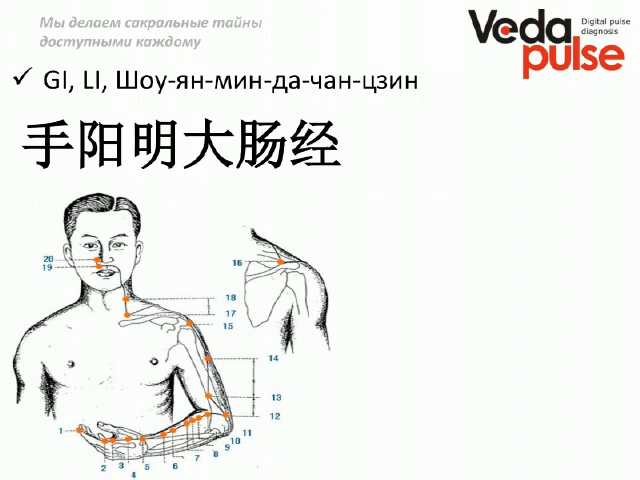 Мы делаем сакральные тайны
доступными каждому
Veda
pulse
Digital pulse
diagnosis
✓ GI, LI, Шоу-ян-мин-да-чан-цзин
手阳明大肠经
20
19
16
18
17
15
14
13
12
11
10
9
8
7
6
5
4
3
2
1